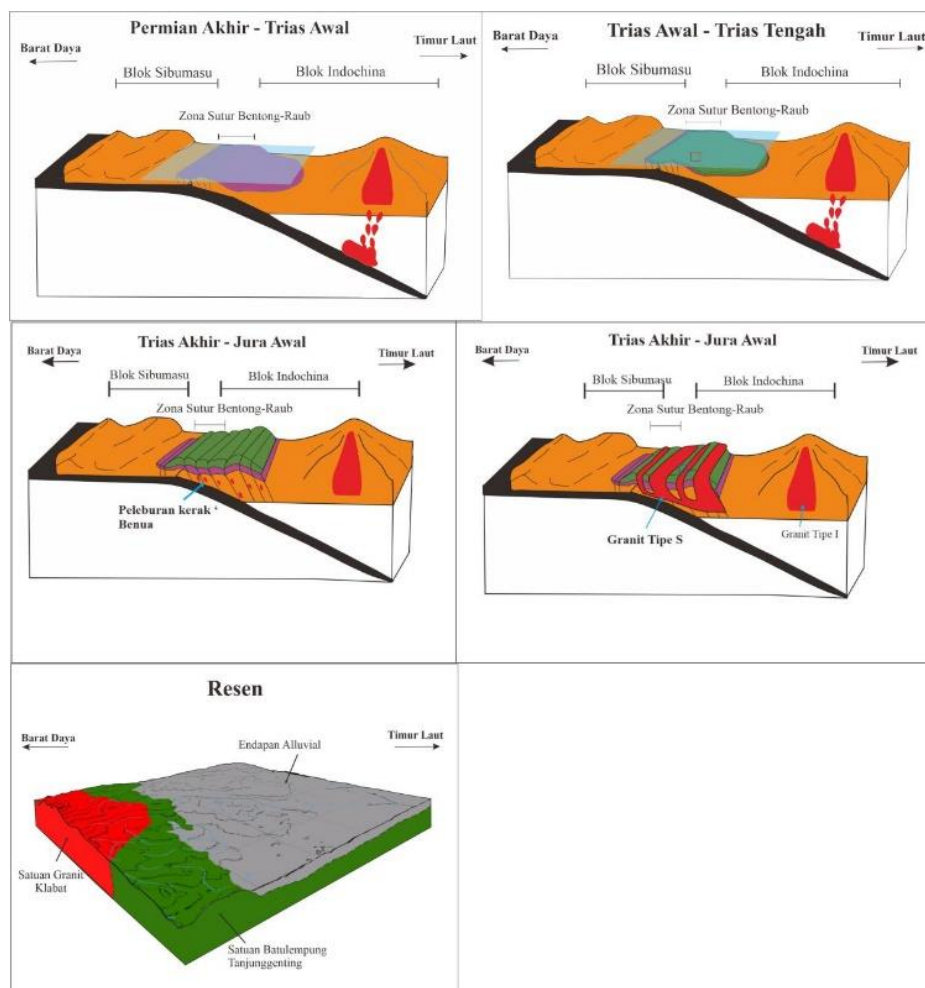 Permian Akhir - Trias Awal
Barat Daya
Timur Laut
Blok Sibumasu
Blok Indochina
Zona Sutur Bentong-Raub
Trias Awal - Trias Tengah
Barat Daya
Timur Laut
Blok Sibumasu
Blok Indochina
Zona Sutur Bentong-Raub
Trias Akhir - Jura Awal
Barat Daya
Timur Laut
Blok Sibumasu
Blok Indochina
Zona Sutur Bentong-Raub
Peleburan kerak
Benua
Trias Akhir - Jura Awal
Barat Daya
Timur Laut
Blok Sibumasu
Blok Indochina
Zona Sutur Bentong-Raub
Granit Tipe S
Granit Tipe I
Resen
Barat Daya
Timur Laut
Endapan Alluvial
Satuan Granit
Klabat
Satuan Batulempung
Tanjunggenting